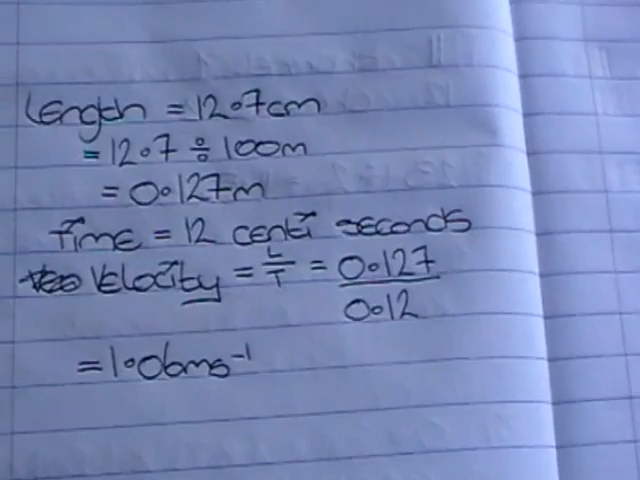 Length = 12.7cm
= 12.7 ÷ 100m
= 0.127m
Time = 12 centi seconds
Velocity = L/T = 0.127/0.12
= 1.06ms⁻¹